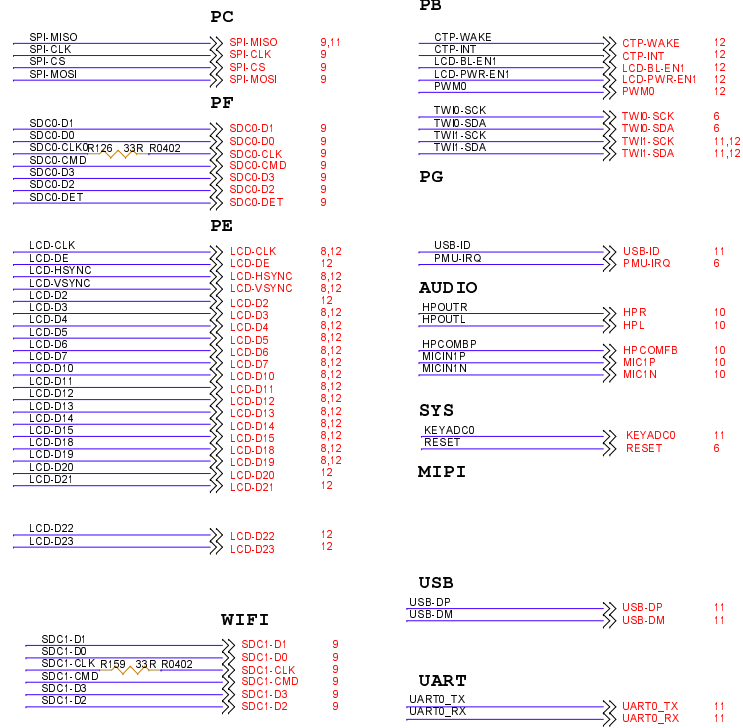 PC
SPI-MISO SPI-MISO 9,11
SPI-CLK SPI-CLK 9
SPI-CS SPI-CS 9
SPI-MOSI SPI-MOSI 9
PF
SDC0-D1 SDC0-D1 9
SDC0-D0 SDC0-D0 9
SDC0-CLK0 R126 33R R0402 SDC0-CLK 9
SDC0-CMD SDC0-CMD 9
SDC0-D3 SDC0-D3 9
SDC0-D2 SDC0-D2 9
SDC0-DET SDC0-DET 9
PE
LCD-CLK LCD-CLK 8,12
LCD-DE LCD-DE 12
LCD-HSYNC LCD-HSYNC 8,12
LCD-VSYNC LCD-VSYNC 8,12
LCD-D2 LCD-D2 12
LCD-D3 LCD-D3 8,12
LCD-D4 LCD-D4 8,12
LCD-D5 LCD-D5 8,12
LCD-D6 LCD-D6 8,12
LCD-D7 LCD-D7 8,12
LCD-D10 LCD-D10 8,12
LCD-D11 LCD-D11 8,12
LCD-D12 LCD-D12 8,12
LCD-D13 LCD-D13 8,12
LCD-D14 LCD-D14 8,12
LCD-D15 LCD-D15 8,12
LCD-D18 LCD-D18 8,12
LCD-D19 LCD-D19 8,12
LCD-D20 LCD-D20 12
LCD-D21 LCD-D21 12
LCD-D22 LCD-D22 12
LCD-D23 LCD-D23 12
WIFI
SDC1-D1 SDC1-D1 9
SDC1-D0 SDC1-D0 9
SDC1-CLK R159 33R R0402 SDC1-CLK 9
SDC1-CMD SDC1-CMD 9
SDC1-D3 SDC1-D3 9
SDC1-D2 SDC1-D2 9
PB
CTP-WAKE CTP-WAKE 12
CTP-INT CTP-INT 12
LCD-BL-EN1 LCD-BL-EN1 12
LCD-PWR-EN1 LCD-PWR-EN1 12
PWM0 PWM0 12
TWI0-SCK TWI0-SCK 6
TWI0-SDA TWI0-SDA 6
TWI1-SCK TWI1-SCK 11,12
TWI1-SDA TWI1-SDA 11,12
PG
USB-ID USB-ID 11
PMU-IRQ PMU-IRQ 6
AUDIO
HPOUTR HPR 10
HPOUTL HPL 10
HPCOMBP HPCOMFB 10
MICIN1P MIC1P 10
MICIN1N MIC1N 10
SYS
KEYADC0 KEYADC0 11
RESET RESET 6
MIPI
USB
USB-DP USB-DP 11
USB-DM USB-DM 11
UART
UART0_TX UART0_TX 11
UART0_RX UART0_RX 11